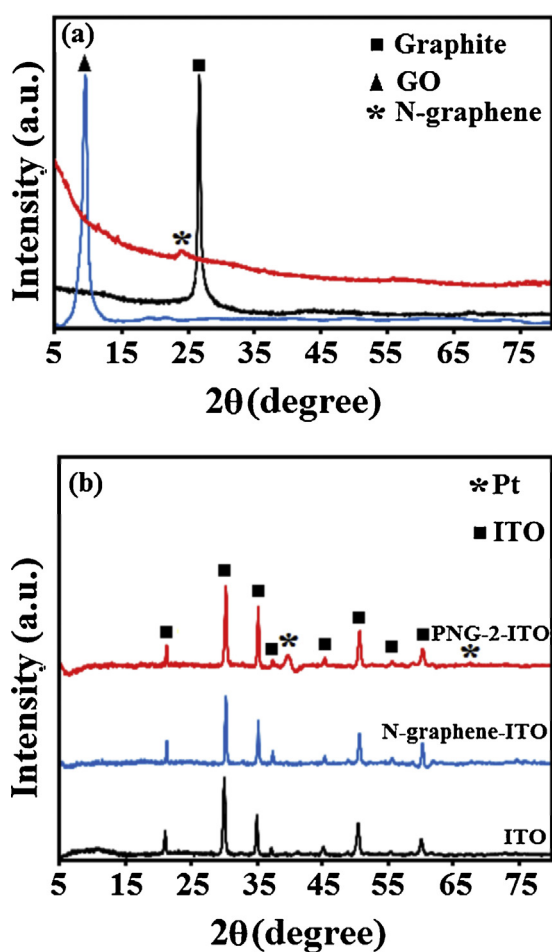 (a)
■ Graphite
▲ GO
* N-graphene
*
Intensity (a.u.)
5 15 25 35 45 55 65 75
2θ (degree)
(b)
* Pt
■ ITO
*
PNG-2-ITO
*
N-graphene-ITO
ITO
Intensity (a.u.)
5 15 25 35 45 55 65 75
2θ (degree)